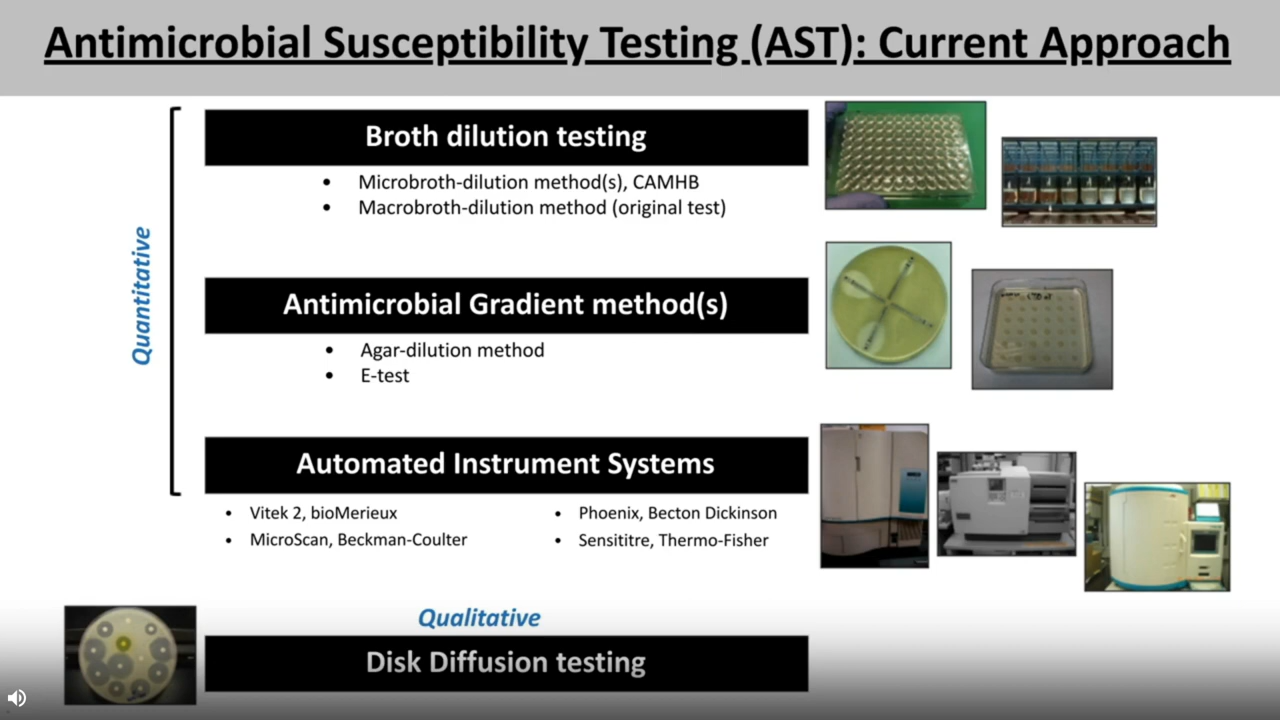 Antimicrobial Susceptibility Testing (AST): Current Approach
Quantitative
Broth dilution testing
• Microbroth-dilution method(s), CAMHB
• Macrobroth-dilution method (original test)
Antimicrobial Gradient method(s)
• Agar-dilution method
• E-test
Automated Instrument Systems
• Vitek 2, bioMerieux
• MicroScan, Beckman-Coulter
• Phoenix, Becton Dickinson
• Sensititre, Thermo-Fisher
Qualitative
Disk Diffusion testing